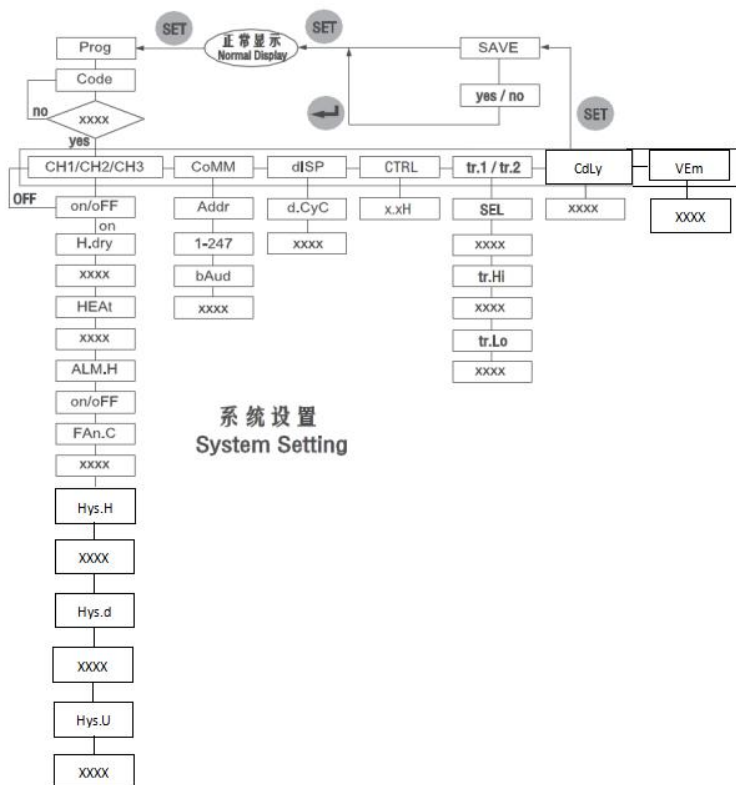 SET
SET
Prog
正常显示
Normal Display
SAVE
Code
yes / no
no
xxxx
SET
yes
CH1/CH2/CH3
CoMM
dISP
CTRL
tr.1 / tr.2
CdLy
VEm
OFF
on/oFF
Addr
d.CyC
x.xH
SEL
xxxx
XXXX
on
H.dry
1-247
xxxx
xxxx
xxxx
bAud
tr.Hi
HEAt
xxxx
xxxx
xxxx
tr.Lo
ALM.H
xxxx
on/oFF
FAn.C
xxxx
系统设置
System Setting
Hys.H
XXXX
Hys.d
XXXX
Hys.U
XXXX